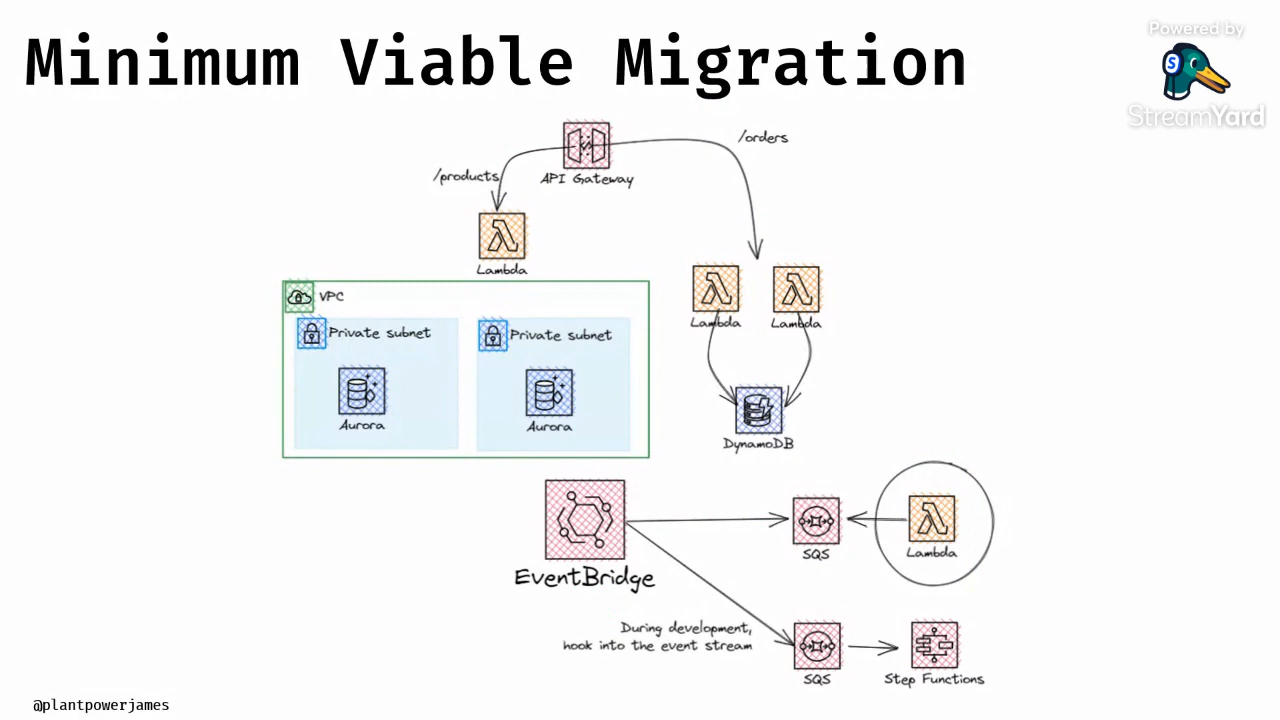 Minimum Viable Migration
Powered by
StreamYard
/orders
/products
API Gateway
Lambda
VPC
Private subnet
Private subnet
Lambda
Lambda
Aurora
Aurora
DynamoDB
SQS
Lambda
EventBridge
During development,
hook into the event stream
SQS
Step Functions
@plantpowerjames